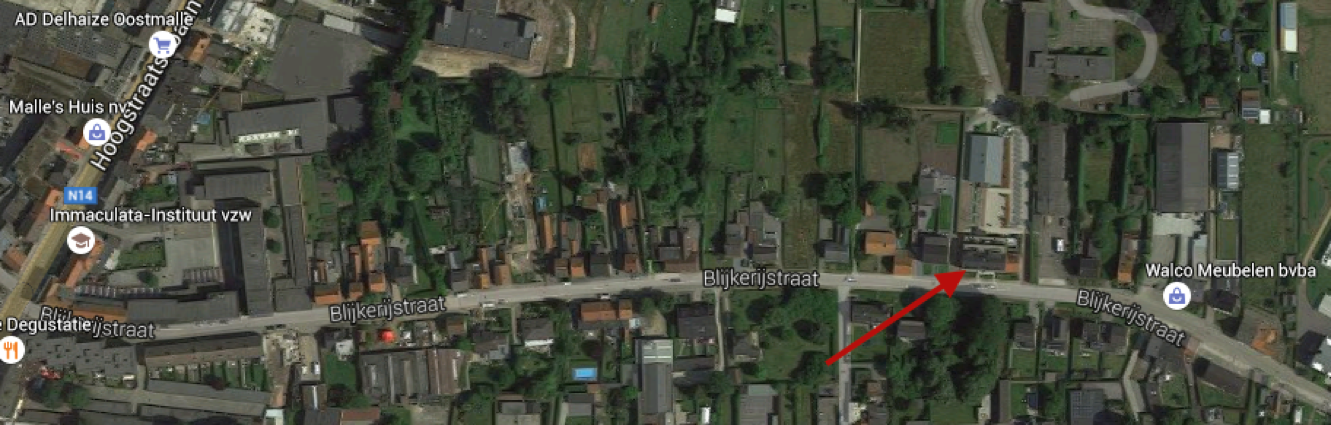 AD Delhaize Oostmalle
Malle's Huis nv
Hoogstraatsebaan
N14
Immaculata-Instituut vzw
Blijkerijstraat
Blijkerijstraat
Blijkerijstraat
Walco Meubelen bvba
Blijkerijstraat
e Degustatie